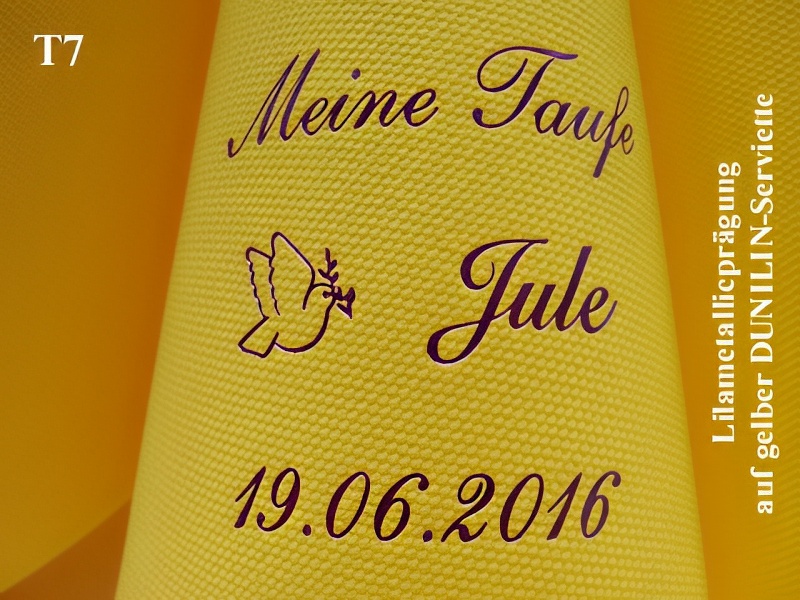 T7
Meine Taufe
Jule
19.06.2016
Lilametallicprägung
auf gelber DUNILIN-Serviette